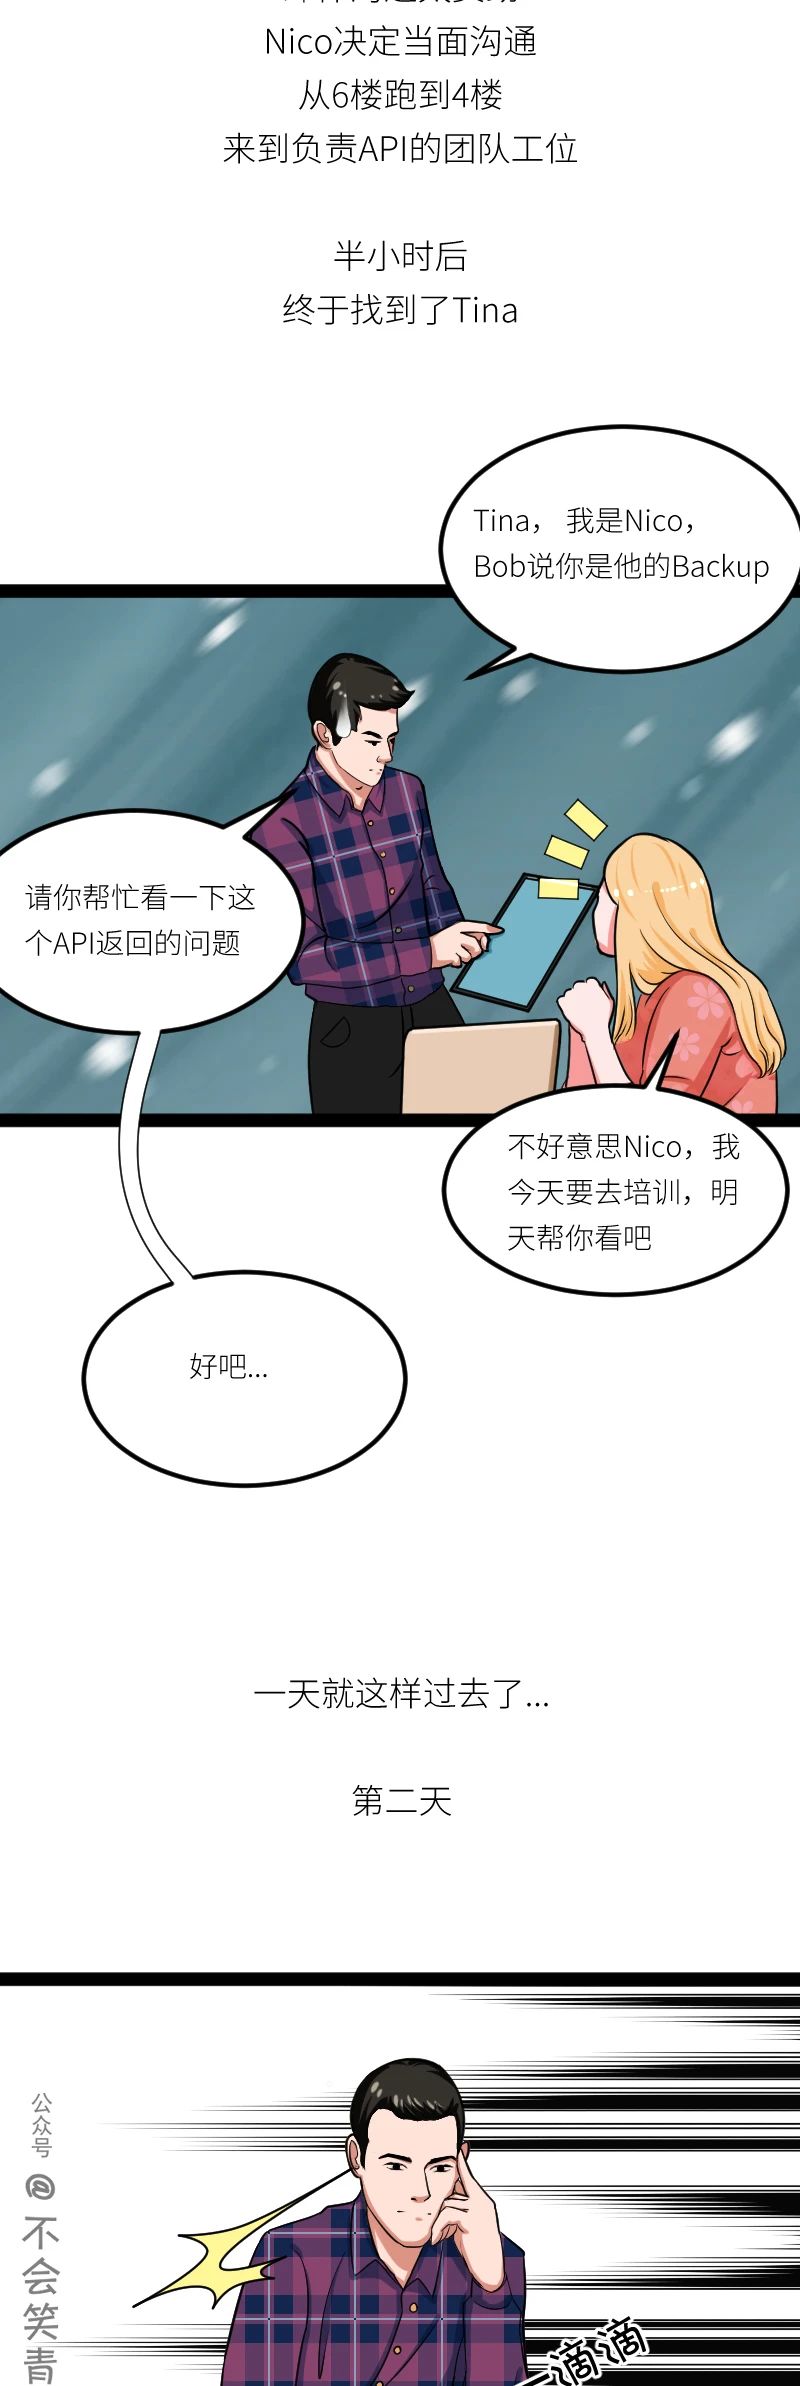 Nico决定当面沟通
从6楼跑到4楼
来到负责API的团队工位
半小时后
终于找到了Tina
Tina， 我是Nico，
Bob说你是他的Backup
请你帮忙看一下这
个API返回的问题
不好意思Nico，我
今天要去培训，明
天帮你看吧
好吧...
一天就这样过去了...
第二天
公众号
@不会笑青
滴滴